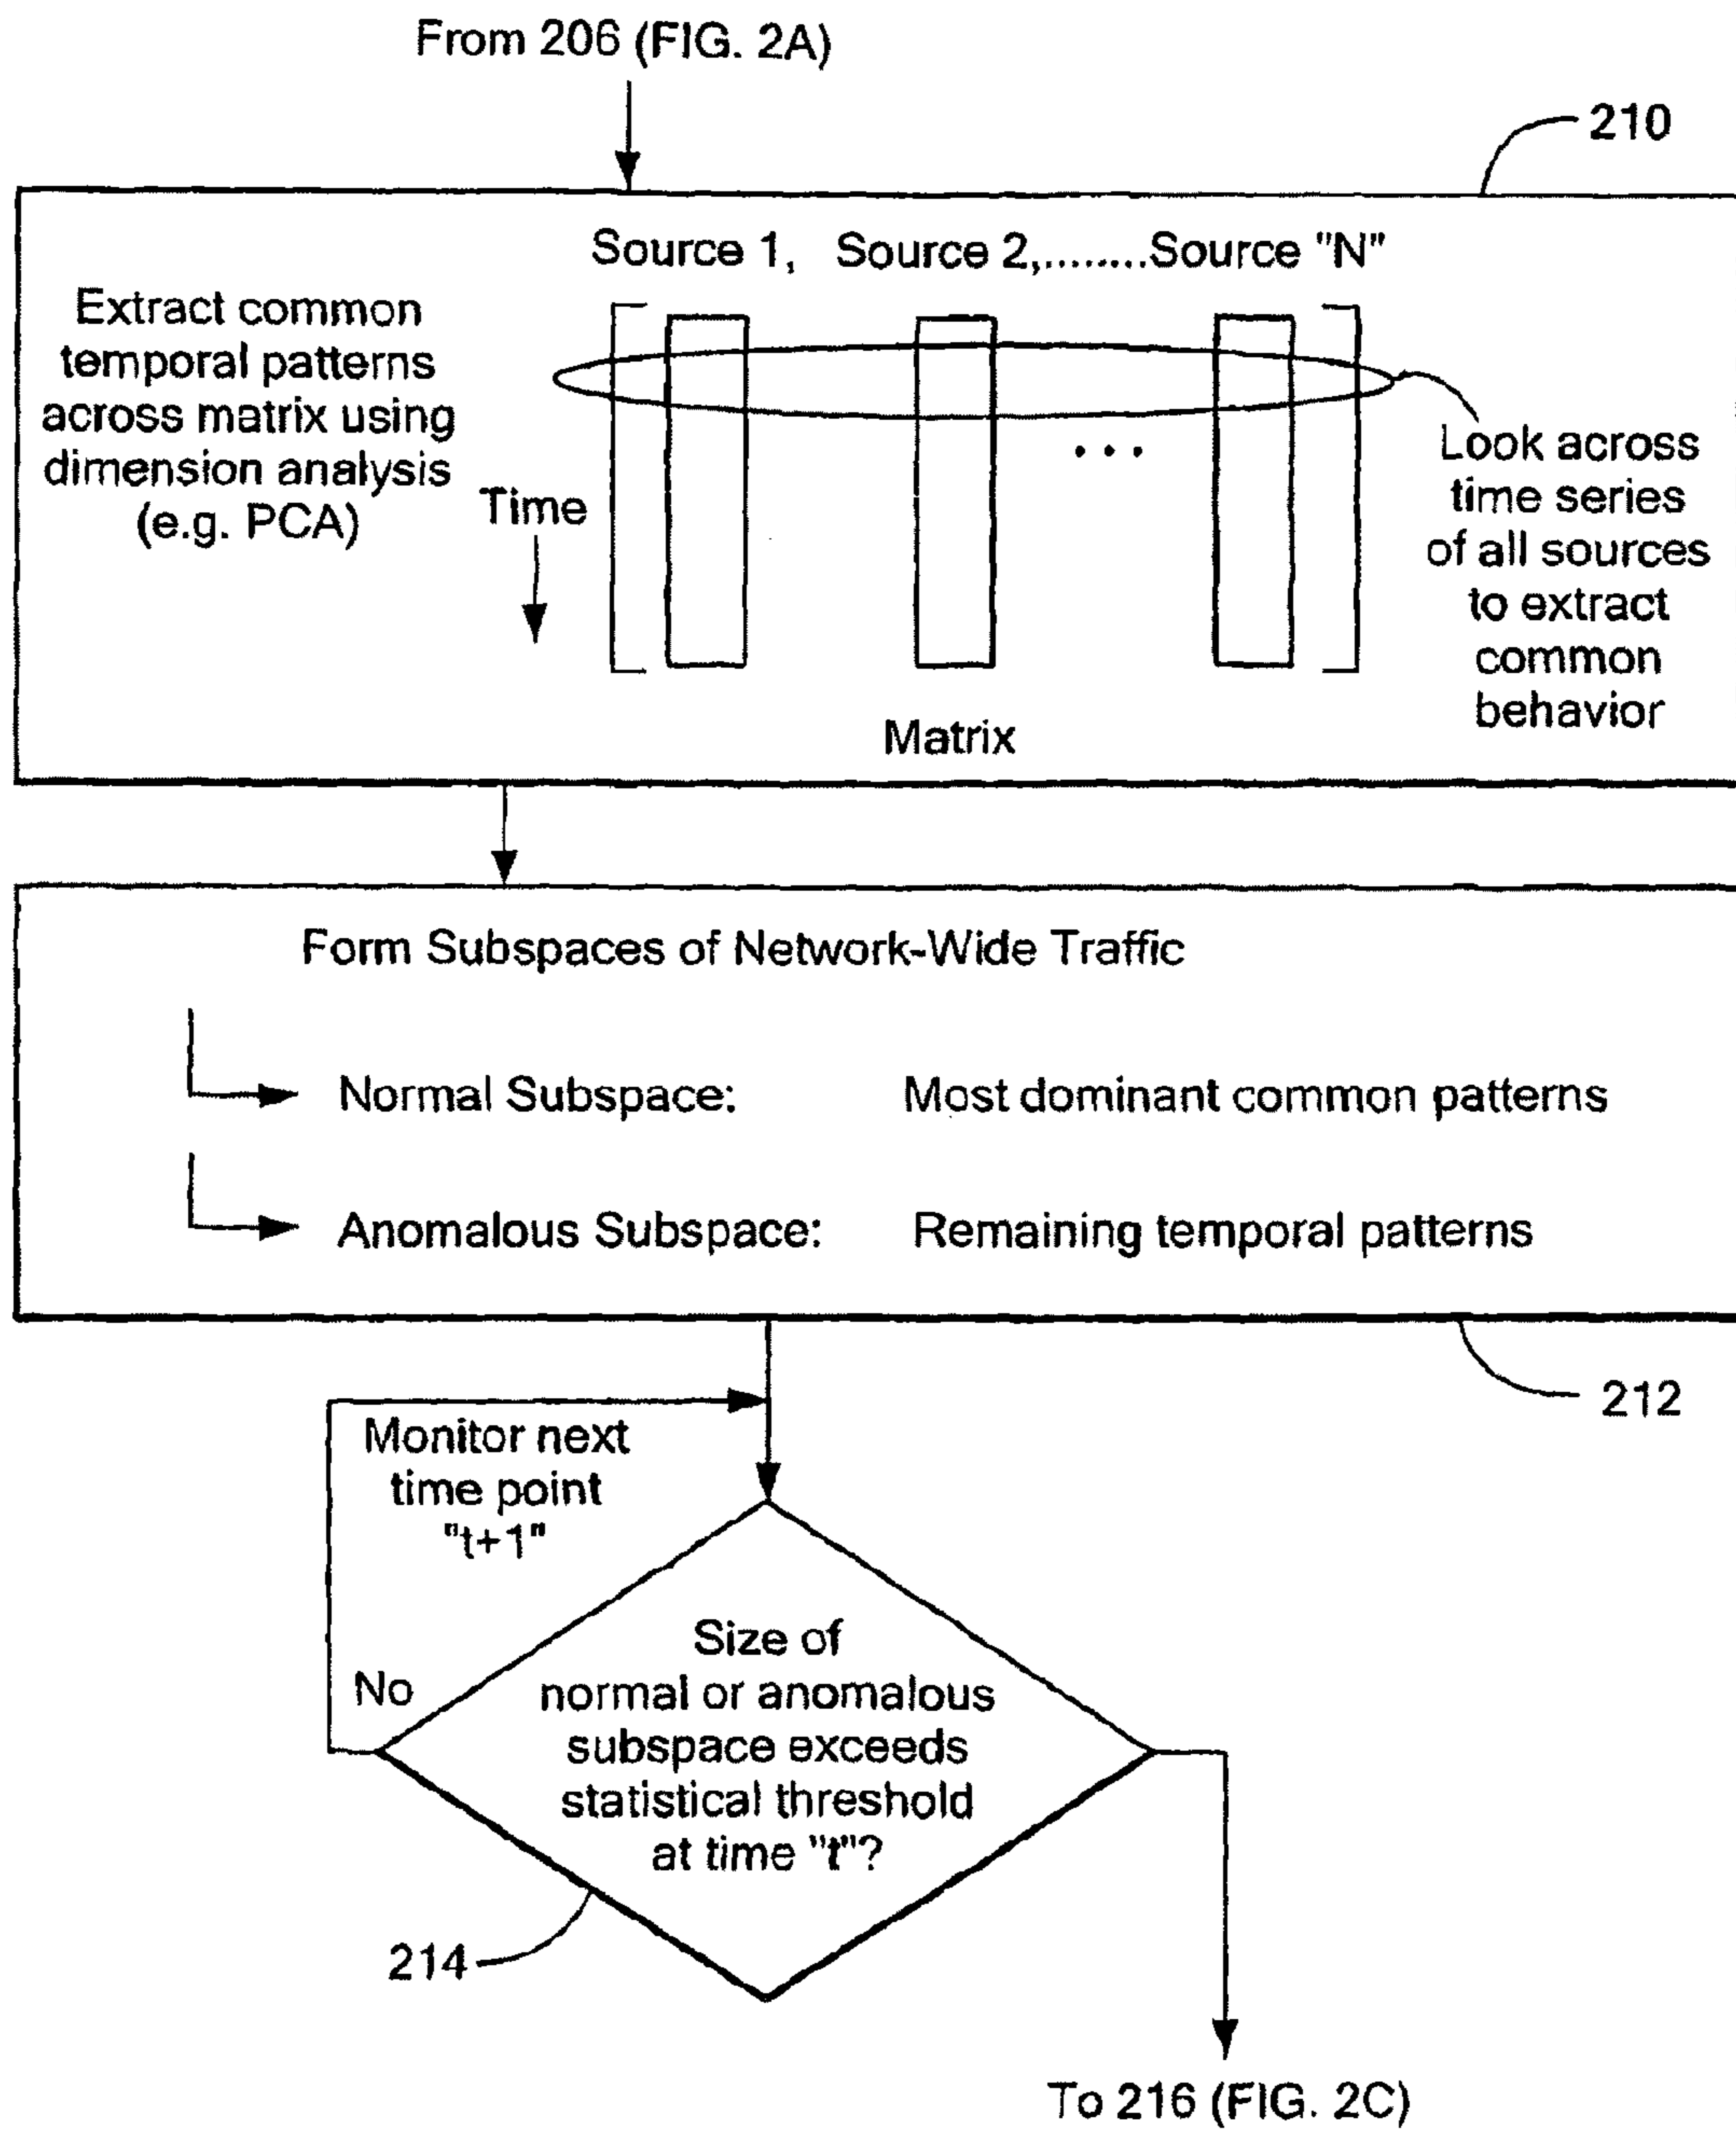 From 206 (FIG. 2A)
210
Source 1, Source 2,........Source "N"
Extract common
temporal patterns
across matrix using
dimension analysis
(e.g. PCA)
Time
...
Look across
time series
of all sources
to extract
common
behavior
Matrix
Form Subspaces of Network-Wide Traffic
Normal Subspace: Most dominant common patterns
Anomalous Subspace: Remaining temporal patterns
212
Monitor next
time point
"t+1"
No
Size of
normal or anomalous
subspace exceeds
statistical threshold
at time "t"?
214
To 216 (FIG. 2C)